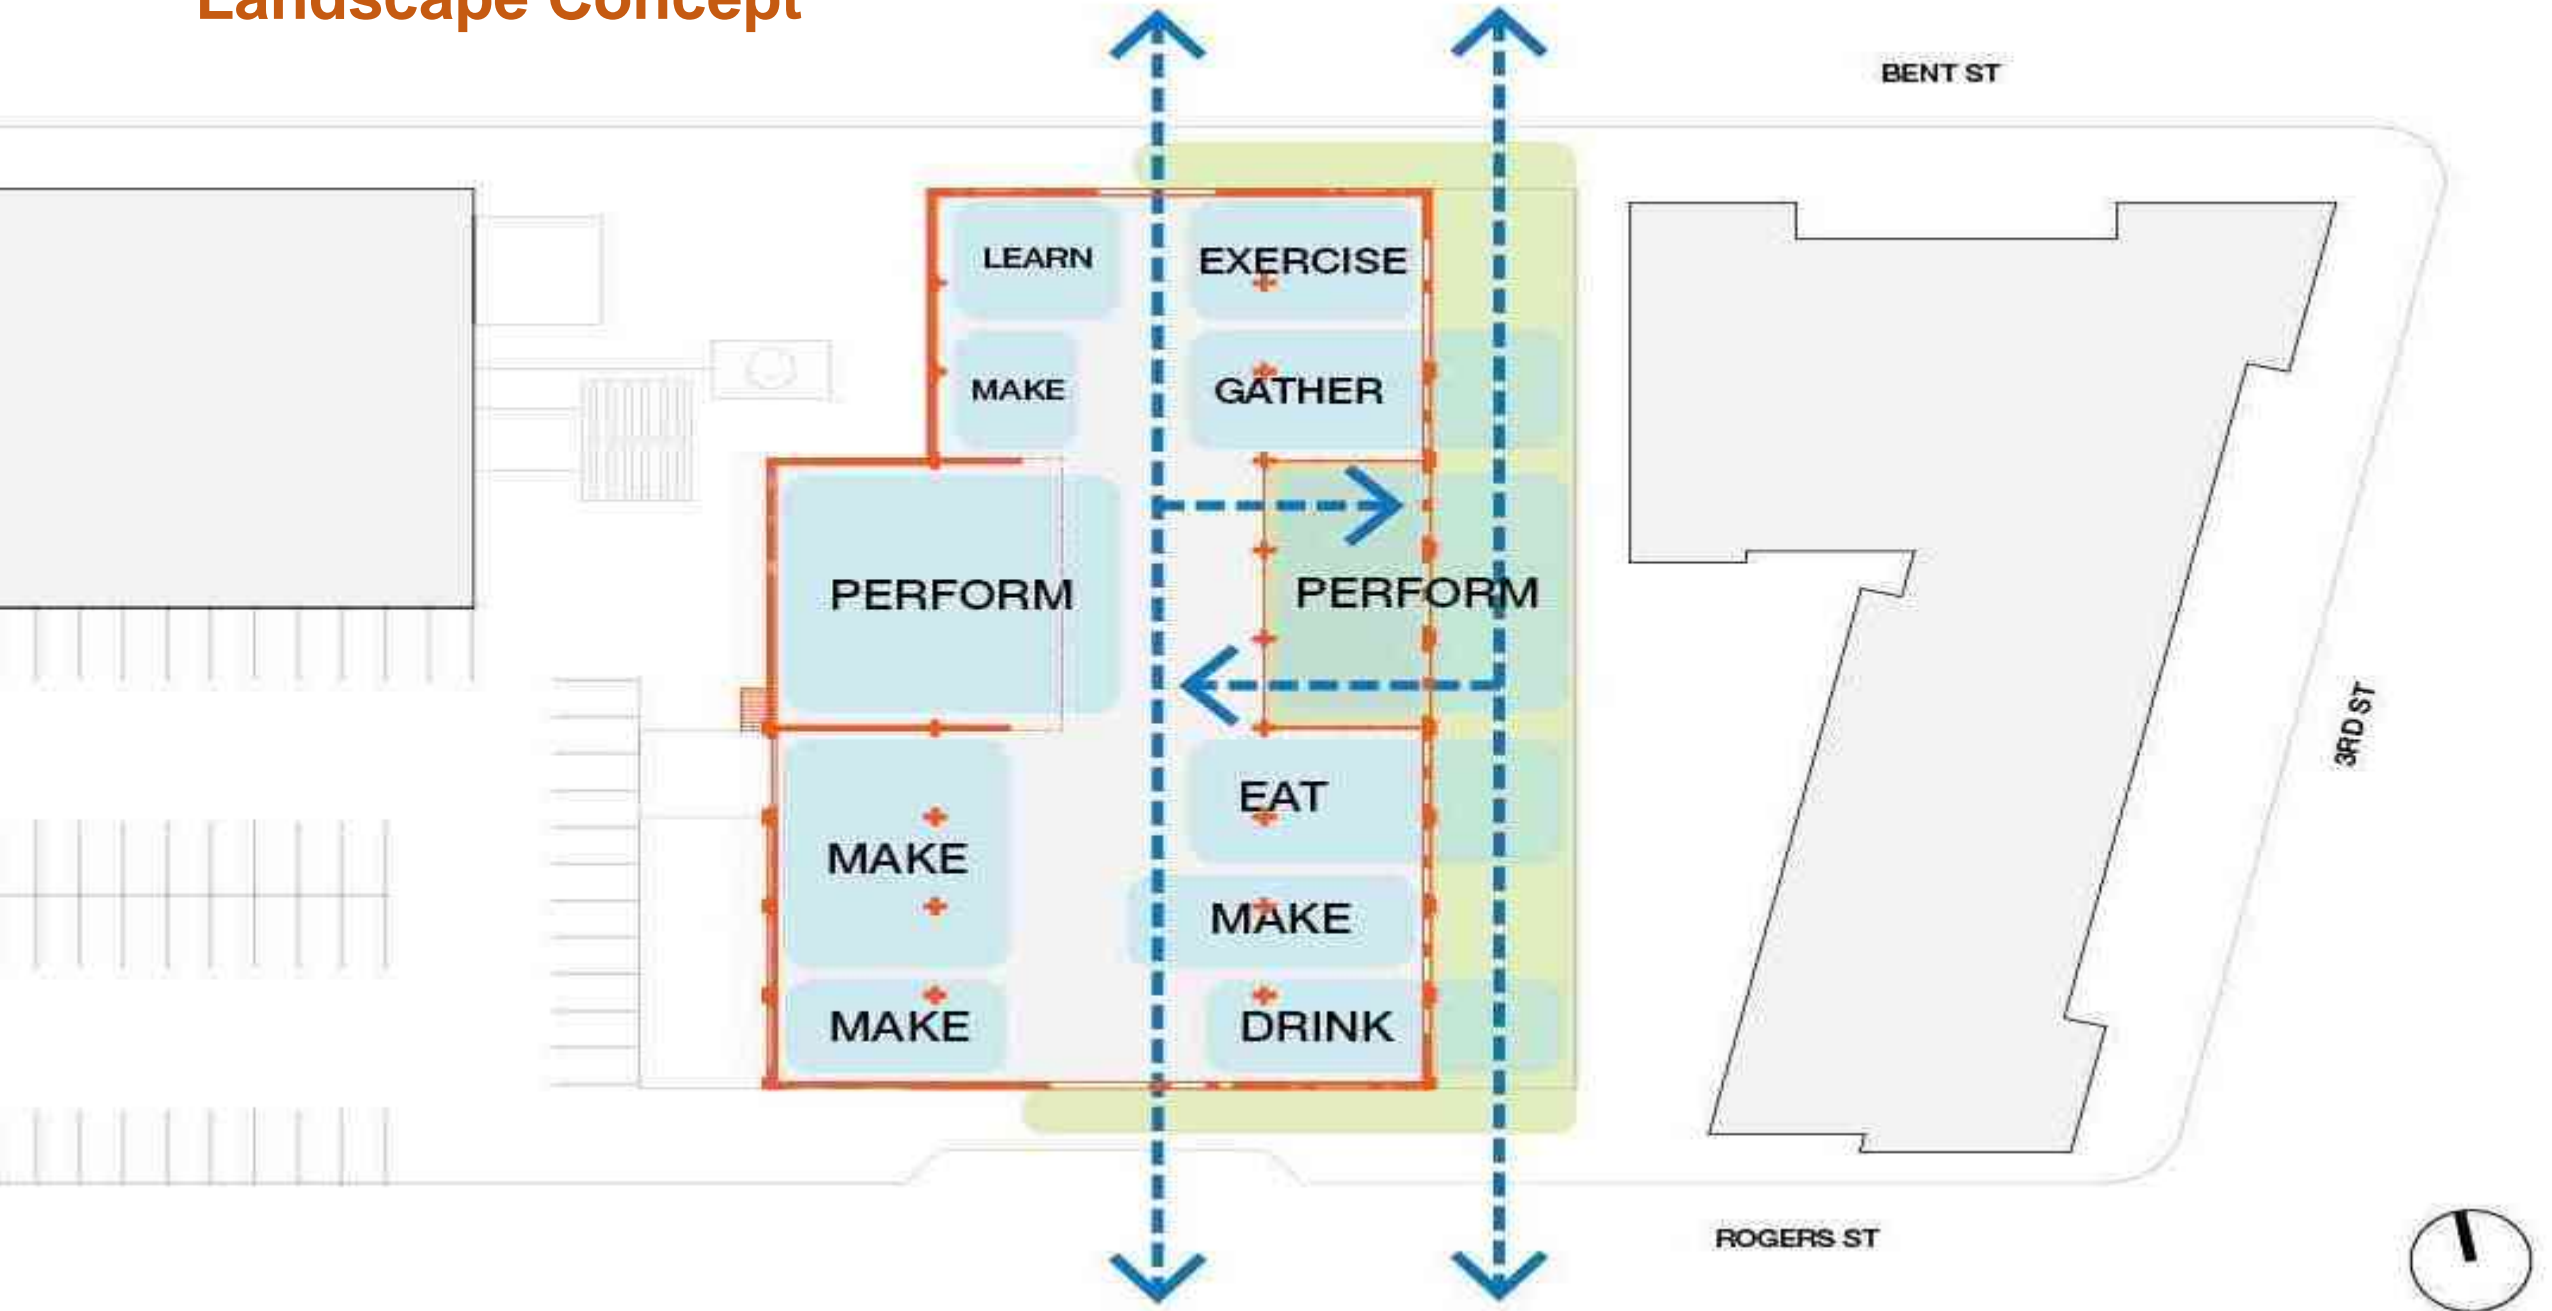 Landscape Concept
BENT ST
LEARN
EXERCISE
MAKE
GATHER
PERFORM
PERFORM
3RD ST
EAT
MAKE
MAKE
MAKE
DRINK
ROGERS ST